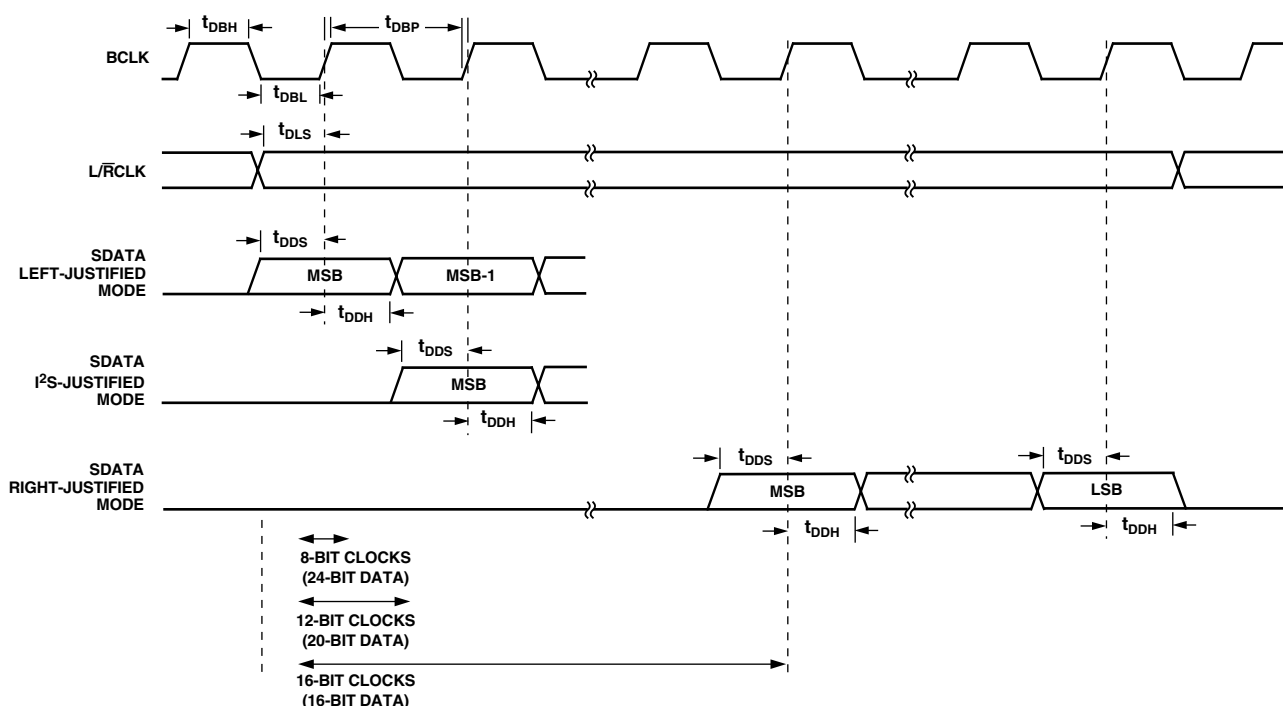 tDBH
tDBP
BCLK
tDBL
tDLS
L/R̅CLK
tDDS
SDATA
LEFT-JUSTIFIED
MODE
MSB
MSB-1
tDDH
SDATA
I²S-JUSTIFIED
MODE
tDDS
MSB
tDDH
SDATA
RIGHT-JUSTIFIED
MODE
tDDS
tDDS
MSB
LSB
tDDH
tDDH
8-BIT CLOCKS
(24-BIT DATA)
12-BIT CLOCKS
(20-BIT DATA)
16-BIT CLOCKS
(16-BIT DATA)